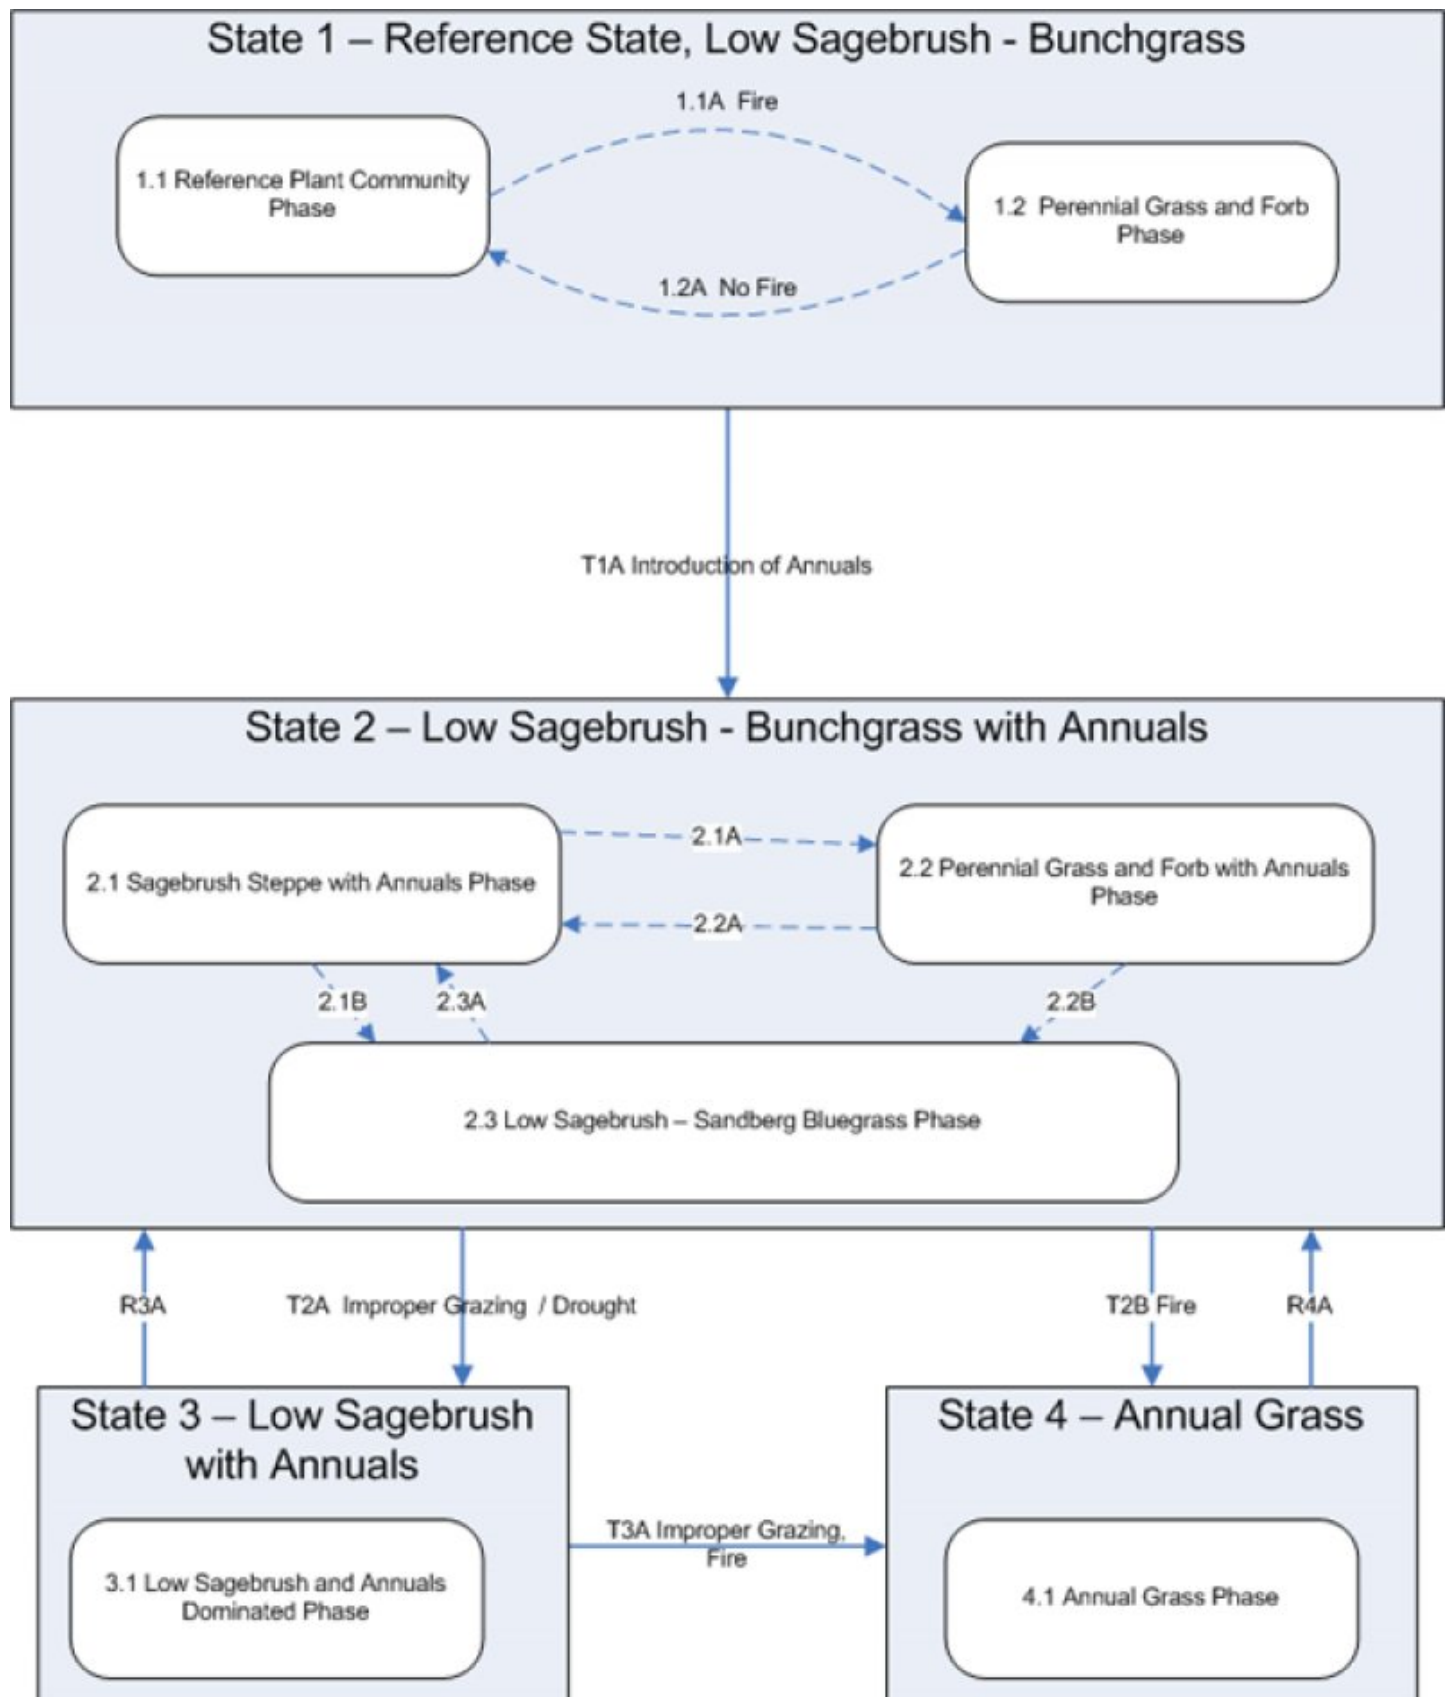 State 1 – Reference State, Low Sagebrush - Bunchgrass
1.1A  Fire
1.1 Reference Plant Community
Phase
1.2  Perennial Grass and Forb
Phase
1.2A  No Fire
T1A Introduction of Annuals
State 2 – Low Sagebrush - Bunchgrass with Annuals
2.1A
2.1 Sagebrush Steppe with Annuals Phase
2.2 Perennial Grass and Forb with Annuals
Phase
2.2A
2.1B
2.3A
2.2B
2.3 Low Sagebrush – Sandberg Bluegrass Phase
R3A
T2A  Improper Grazing  / Drought
T2B Fire
R4A
State 3 – Low Sagebrush
with Annuals
State 4 – Annual Grass
T3A Improper Grazing,
Fire
3.1 Low Sagebrush and Annuals
Dominated Phase
4.1 Annual Grass Phase